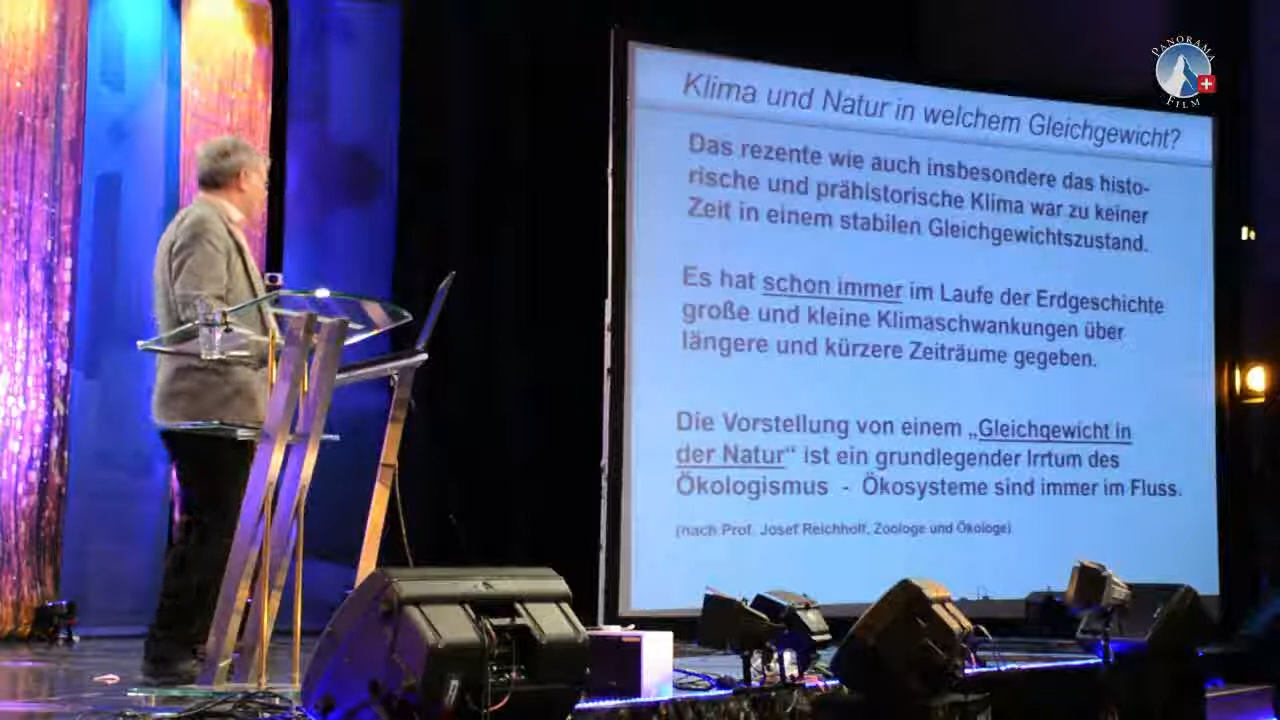 PANORAMA
FILM
Klima und Natur in welchem Gleichgewicht?
Das rezente wie auch insbesondere das histo-
rische und prähistorische Klima war zu keiner
Zeit in einem stabilen Gleichgewichtszustand.
Es hat schon immer im Laufe der Erdgeschichte
große und kleine Klimaschwankungen über
längere und kürzere Zeiträume gegeben.
Die Vorstellung von einem „Gleichgewicht in
der Natur“ ist ein grundlegender Irrtum des
Ökologismus - Ökosysteme sind immer im Fluss.
(nach Prof. Josef Reichholf, Zoologe und Ökologe)